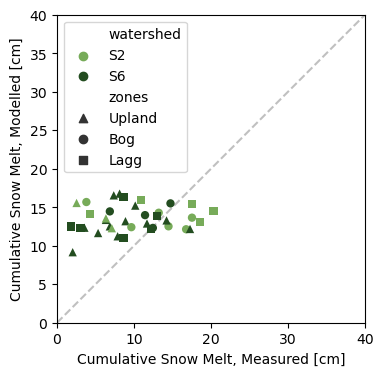 Cumulative Snow Melt, Modelled [cm]
40
35
30
25
20
15
10
5
0
watershed
S2
S6
zones
Upland
Bog
Lagg
0 10 20 30 40
Cumulative Snow Melt, Measured [cm]